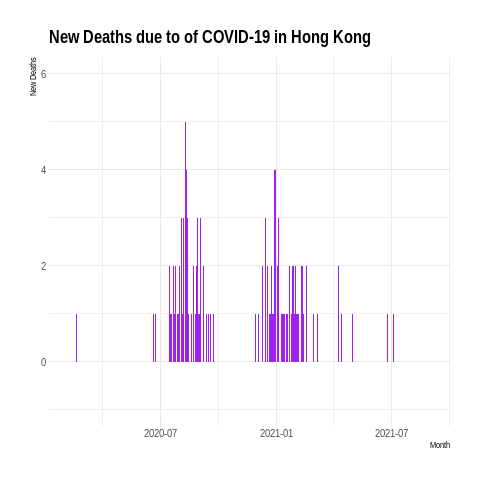 New Deaths due to of COVID-19 in Hong Kong
New Deaths
6
4
2
0
2020-07
2021-01
2021-07
Month